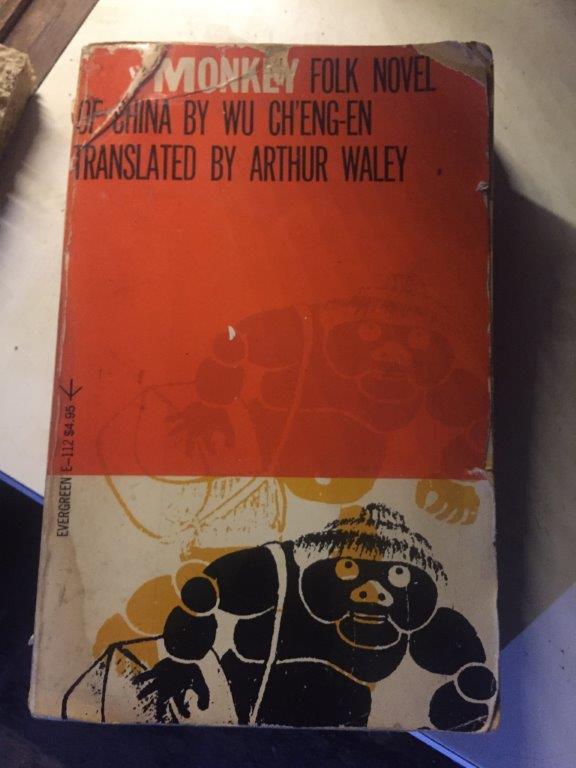 MONKEY FOLK NOVEL
OF CHINA BY WU CH'ENG-EN
TRANSLATED BY ARTHUR WALEY
EVERGREEN E-112 $4.95